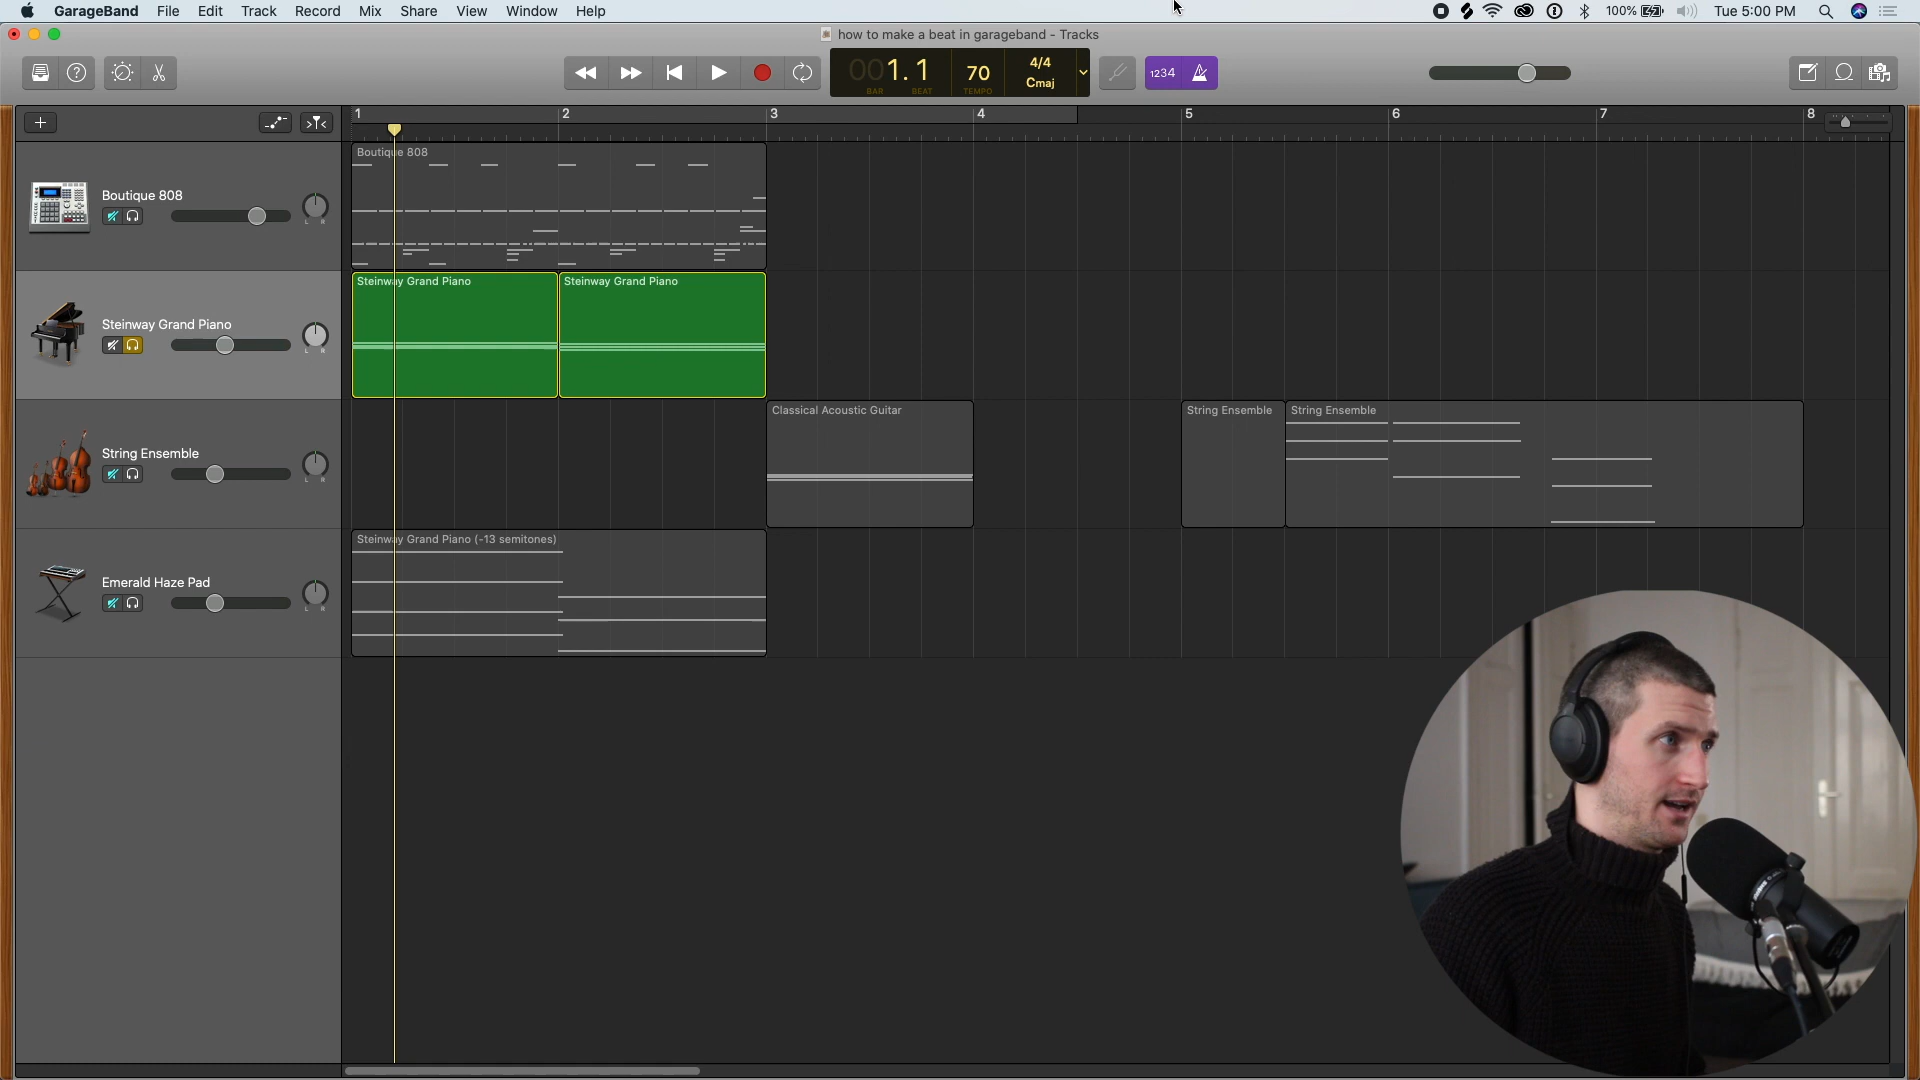 GarageBand File Edit Track Record Mix Share View Window Help
100% Tue 5:00 PM
how to make a beat in garageband - Tracks
001.1 70 4/4
Cmaj
BAR BEAT TEMPO
1234
1 2 3 4 5 6 7 8
Boutique 808
L R
Boutique 808
Steinway Grand Piano
L R
Steinway Grand Piano
Steinway Grand Piano
String Ensemble
L R
Classical Acoustic Guitar
String Ensemble
String Ensemble
Emerald Haze Pad
L R
Steinway Grand Piano (-13 semitones)